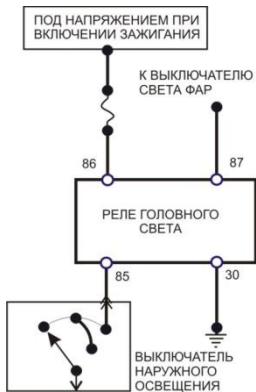 ПОД НАПРЯЖЕНИЕМ ПРИ
ВКЛЮЧЕНИИ ЗАЖИГАНИЯ
К ВЫКЛЮЧАТЕЛЮ
СВЕТА ФАР
86
87
РЕЛЕ ГОЛОВНОГО
СВЕТА
85
30
ВЫКЛЮЧАТЕЛЬ
НАРУЖНОГО
ОСВЕЩЕНИЯ